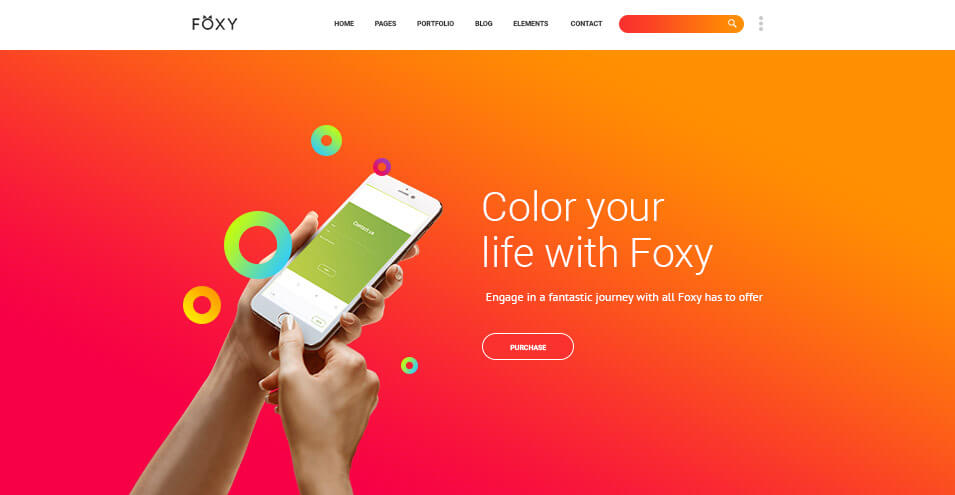 FOXY
HOME PAGES PORTFOLIO BLOG ELEMENTS CONTACT
Contact us
Color your
life with Foxy
Engage in a fantastic journey with all Foxy has to offer
PURCHASE